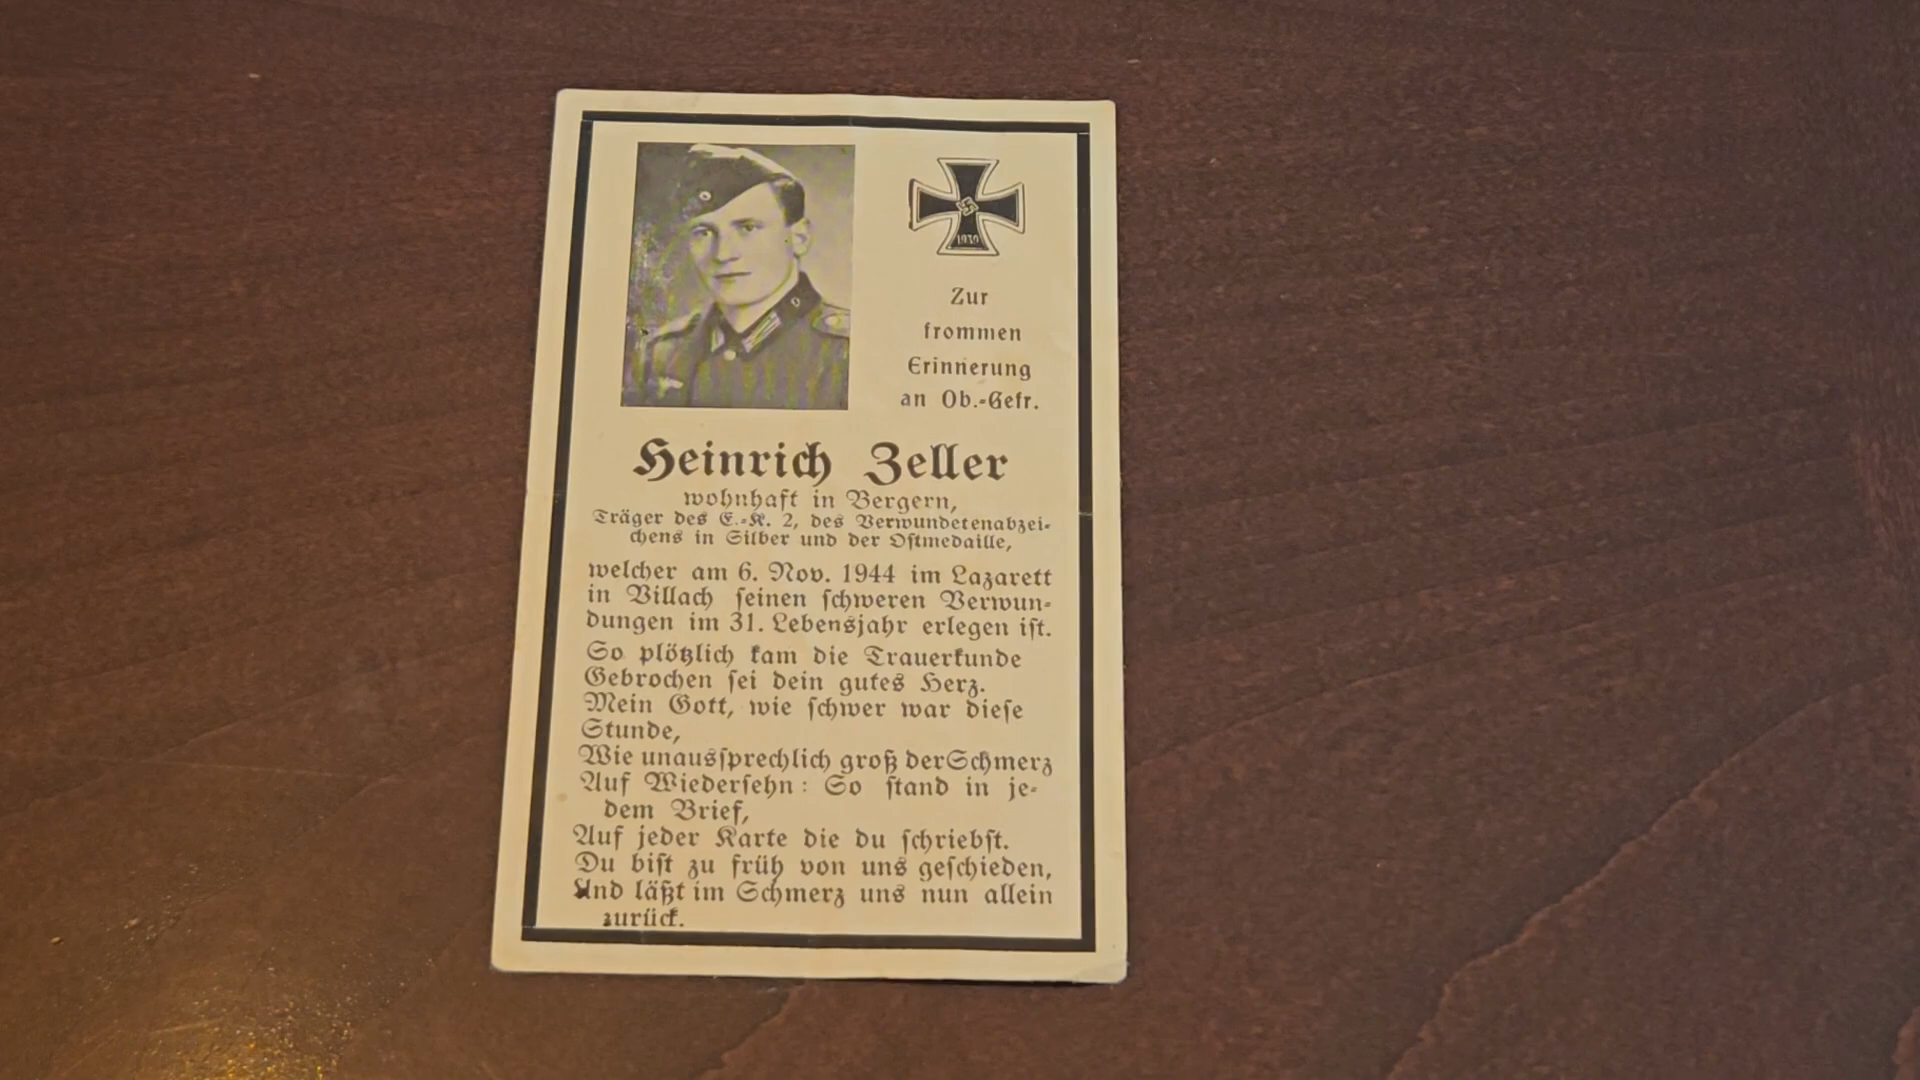 1939
Zur
frommen
Erinnerung
an Ob.-Gefr.
Heinrich Zeller
wohnhaft in Bergern,
Träger des E.-K. 2, des Verwundetenabzei-
chens in Silber und der Oſtmedaille,
welcher am 6. Nov. 1944 im Lazarett
in Villach ſeinen ſchweren Verwun-
dungen im 31. Lebensjahr erlegen iſt.
So plötzlich kam die Trauerkunde
Gebrochen ſei dein gutes Herz.
Mein Gott, wie ſchwer war dieſe
Stunde,
Wie unausſprechlich groß der Schmerz
Auf Wiederſehn: So ſtand in je-
dem Brief,
Auf jeder Karte die du ſchriebſt.
Du biſt zu früh von uns geſchieden,
Und läßt im Schmerz uns nun allein
zurück.